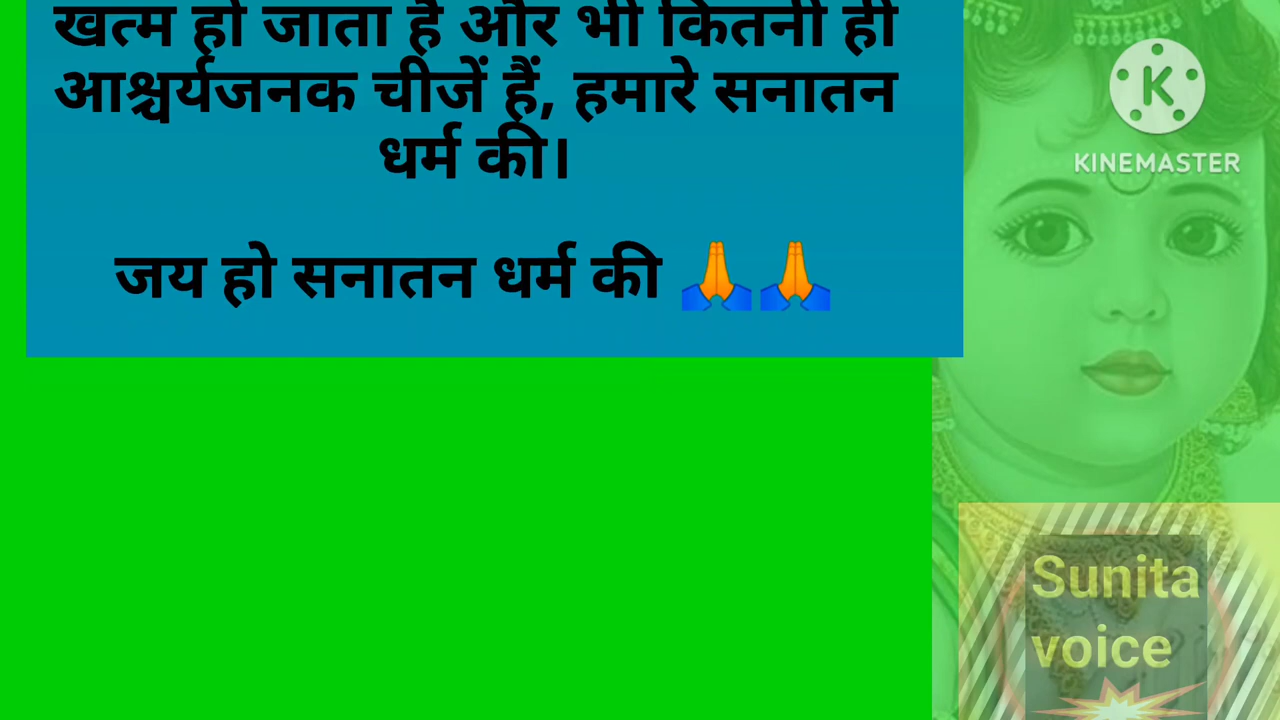 खत्म हो जाता है और भी कितनी ही
आश्चर्यजनक चीजें हैं, हमारे सनातन
धर्म की।
जय हो सनातन धर्म की 🙏🙏
KINEMASTER
Sunita
voice